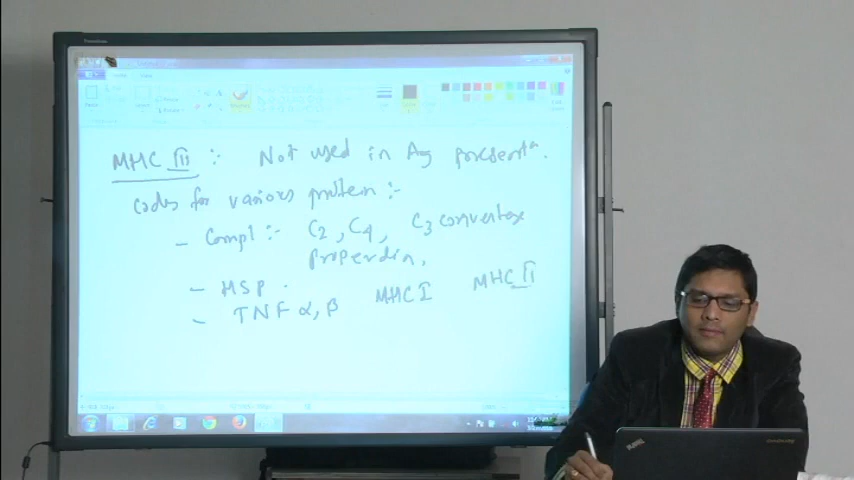 MHC III :- Not used in Ag presentn.
codes for various protein :-
- Compl :- C2, C4, C3 convertase
properdin,
- HSP.
MHC I MHC II
- TNF α, β